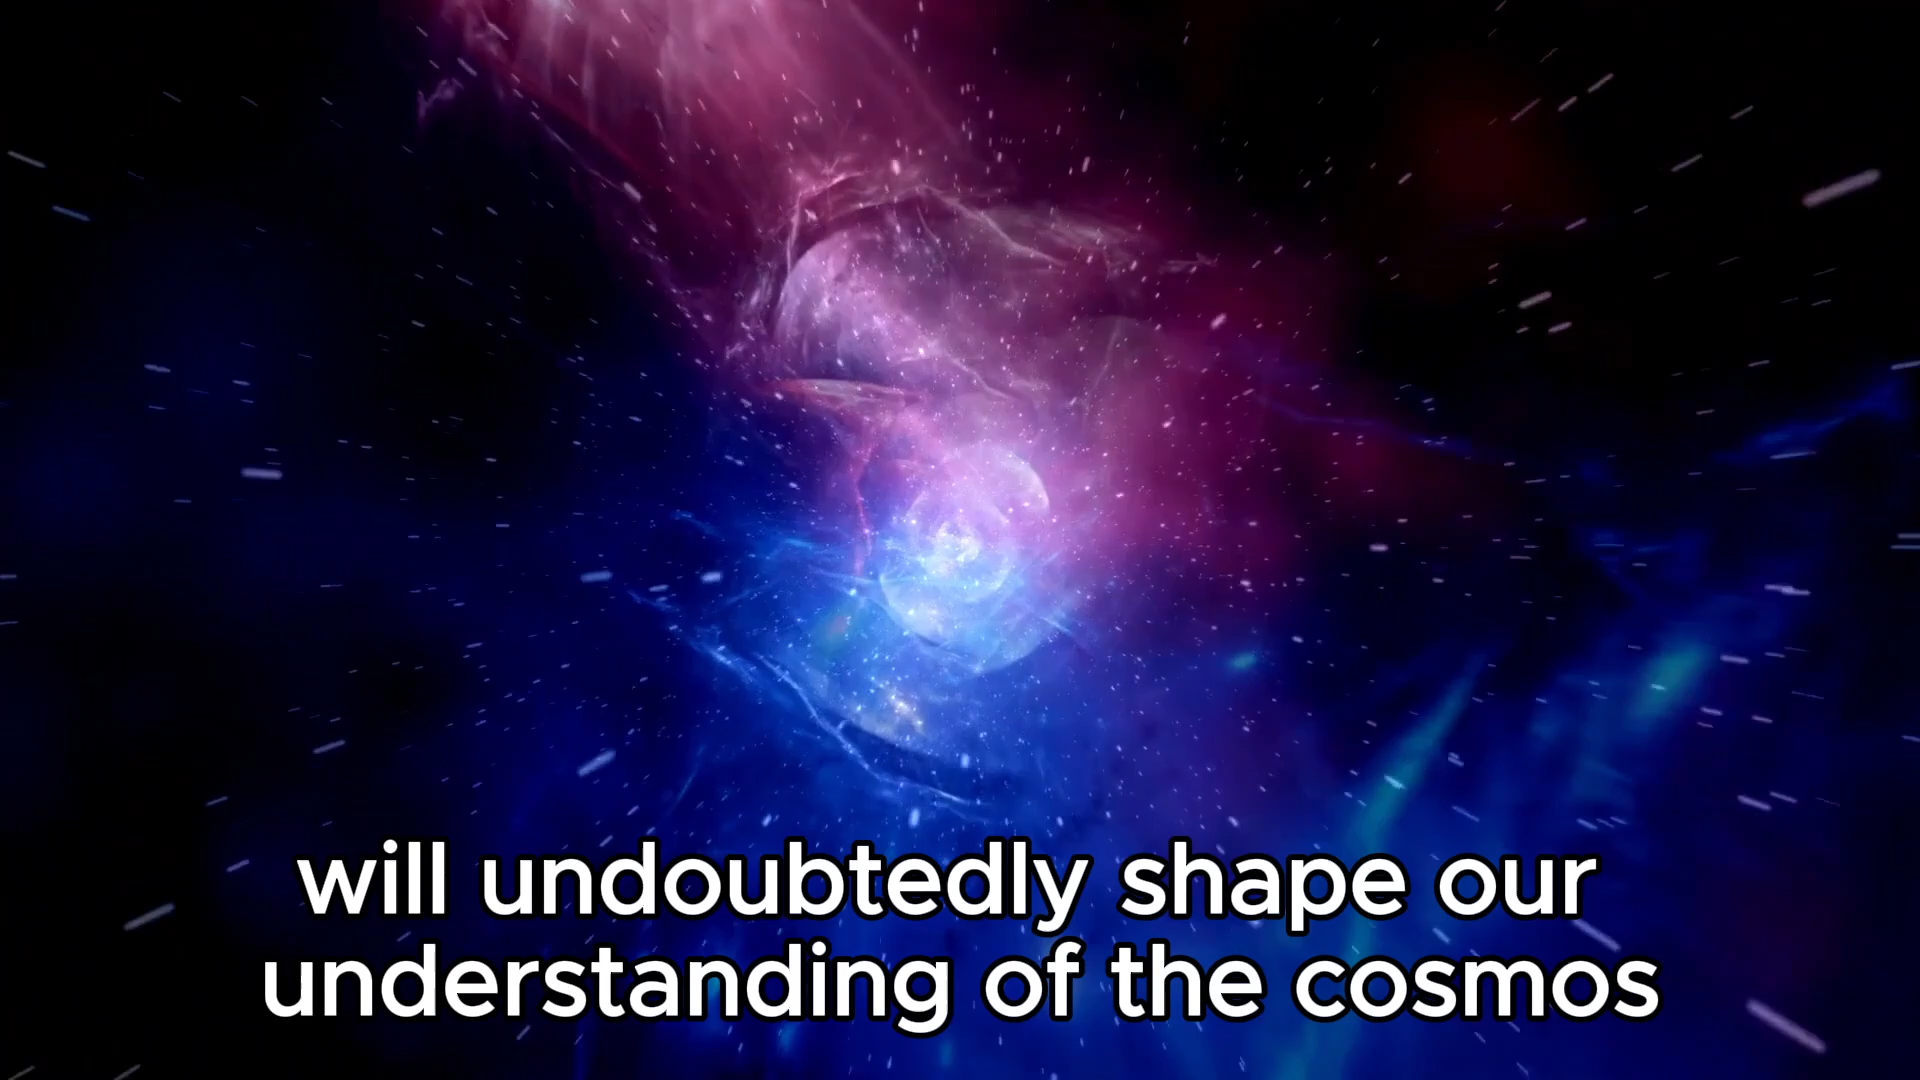 will undoubtedly shape our
understanding of the cosmos